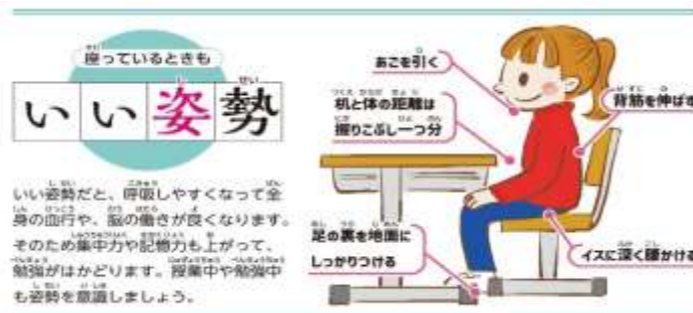 座っているときも
いい姿勢
いい姿勢だと、呼吸しやすくなって全
身の血行や、脳の働きが良くなります。
そのため集中力や記憶力も上がって、
勉強がはかどります。授業中や勉強中
も姿勢を意識しましょう。
あごを引く
机と体の距離は
握りこぶし一つ分
背筋を伸ばす
足の裏を地面に
しっかりつける
イスに深く腰かける